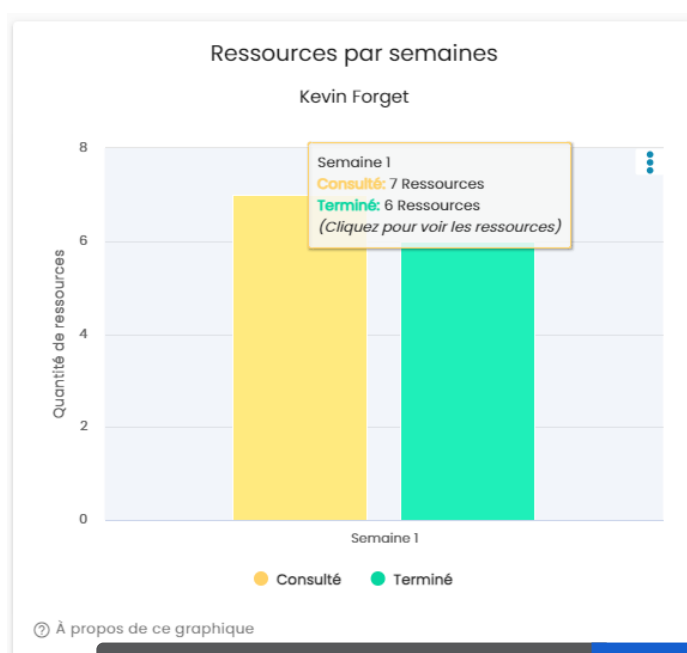 Ressources par semaines
Kevin Forget
8
Semaine 1
Consulté: 7 Ressources
Terminé: 6 Ressources
(Cliquez pour voir les ressources)
6
Quantité de ressources
4
2
0
Semaine 1
Consulté
Terminé
À propos de ce graphique